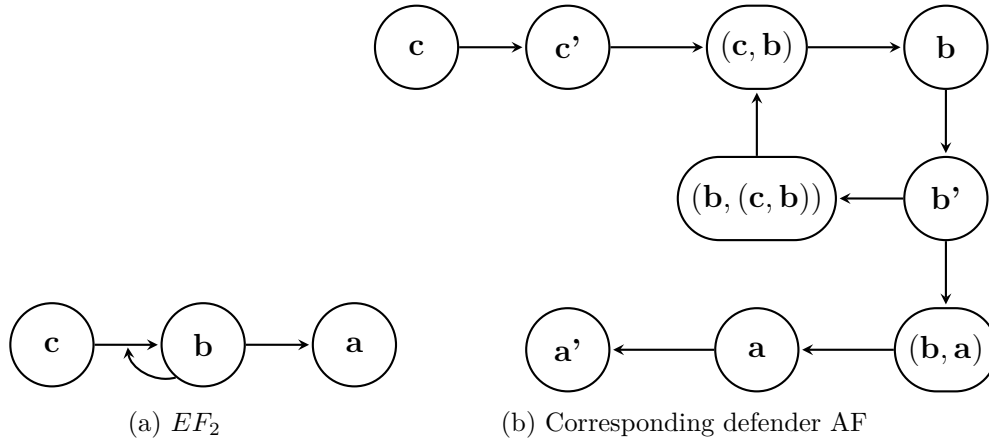 c c' (c, b) b
(b, (c, b)) b'
c b a
a' a (b, a)
(a) EF₂
(b) Corresponding defender AF